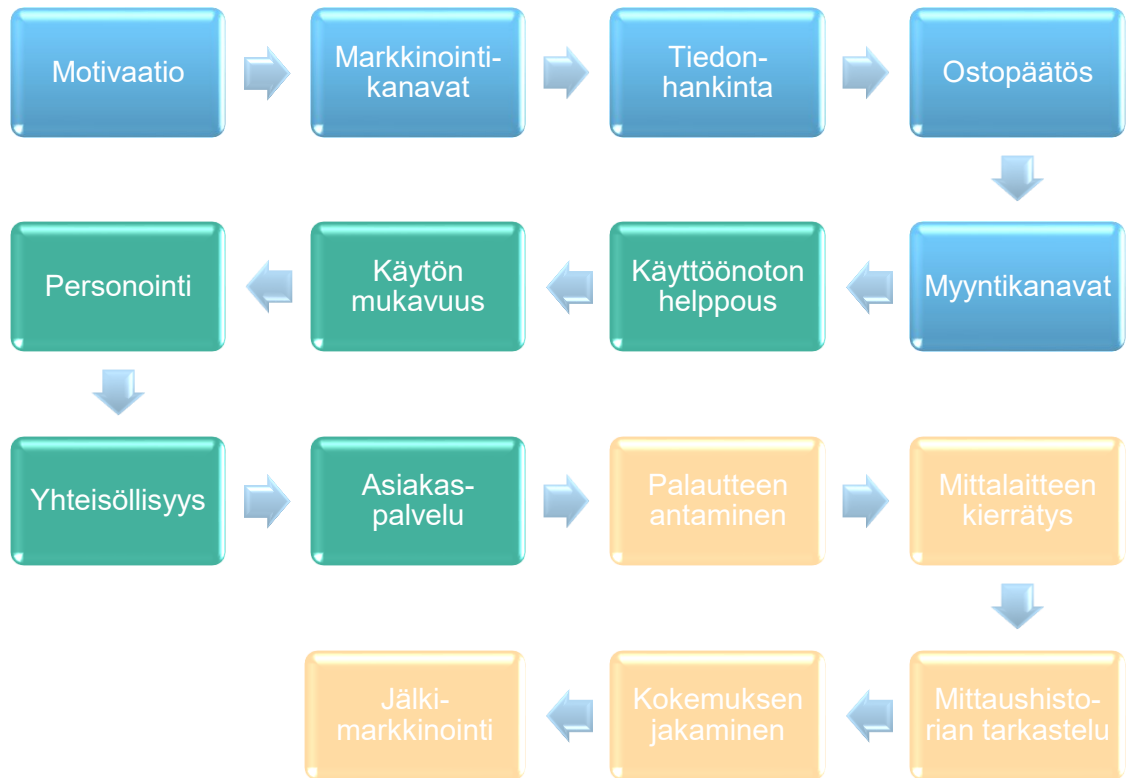 Motivaatio
Markkinointi-
kanavat
Tiedon-
hankinta
Ostopäätös
Personointi
Käytön
mukavuus
Käyttöönoton
helppous
Myyntikanavat
Yhteisöllisyys
Asiakas-
palvelu
Palautteen
antaminen
Mittalaitteen
kierrätys
Jälki-
markkinointi
Kokemuksen
jakaminen
Mittaushisto-
rian tarkastelu